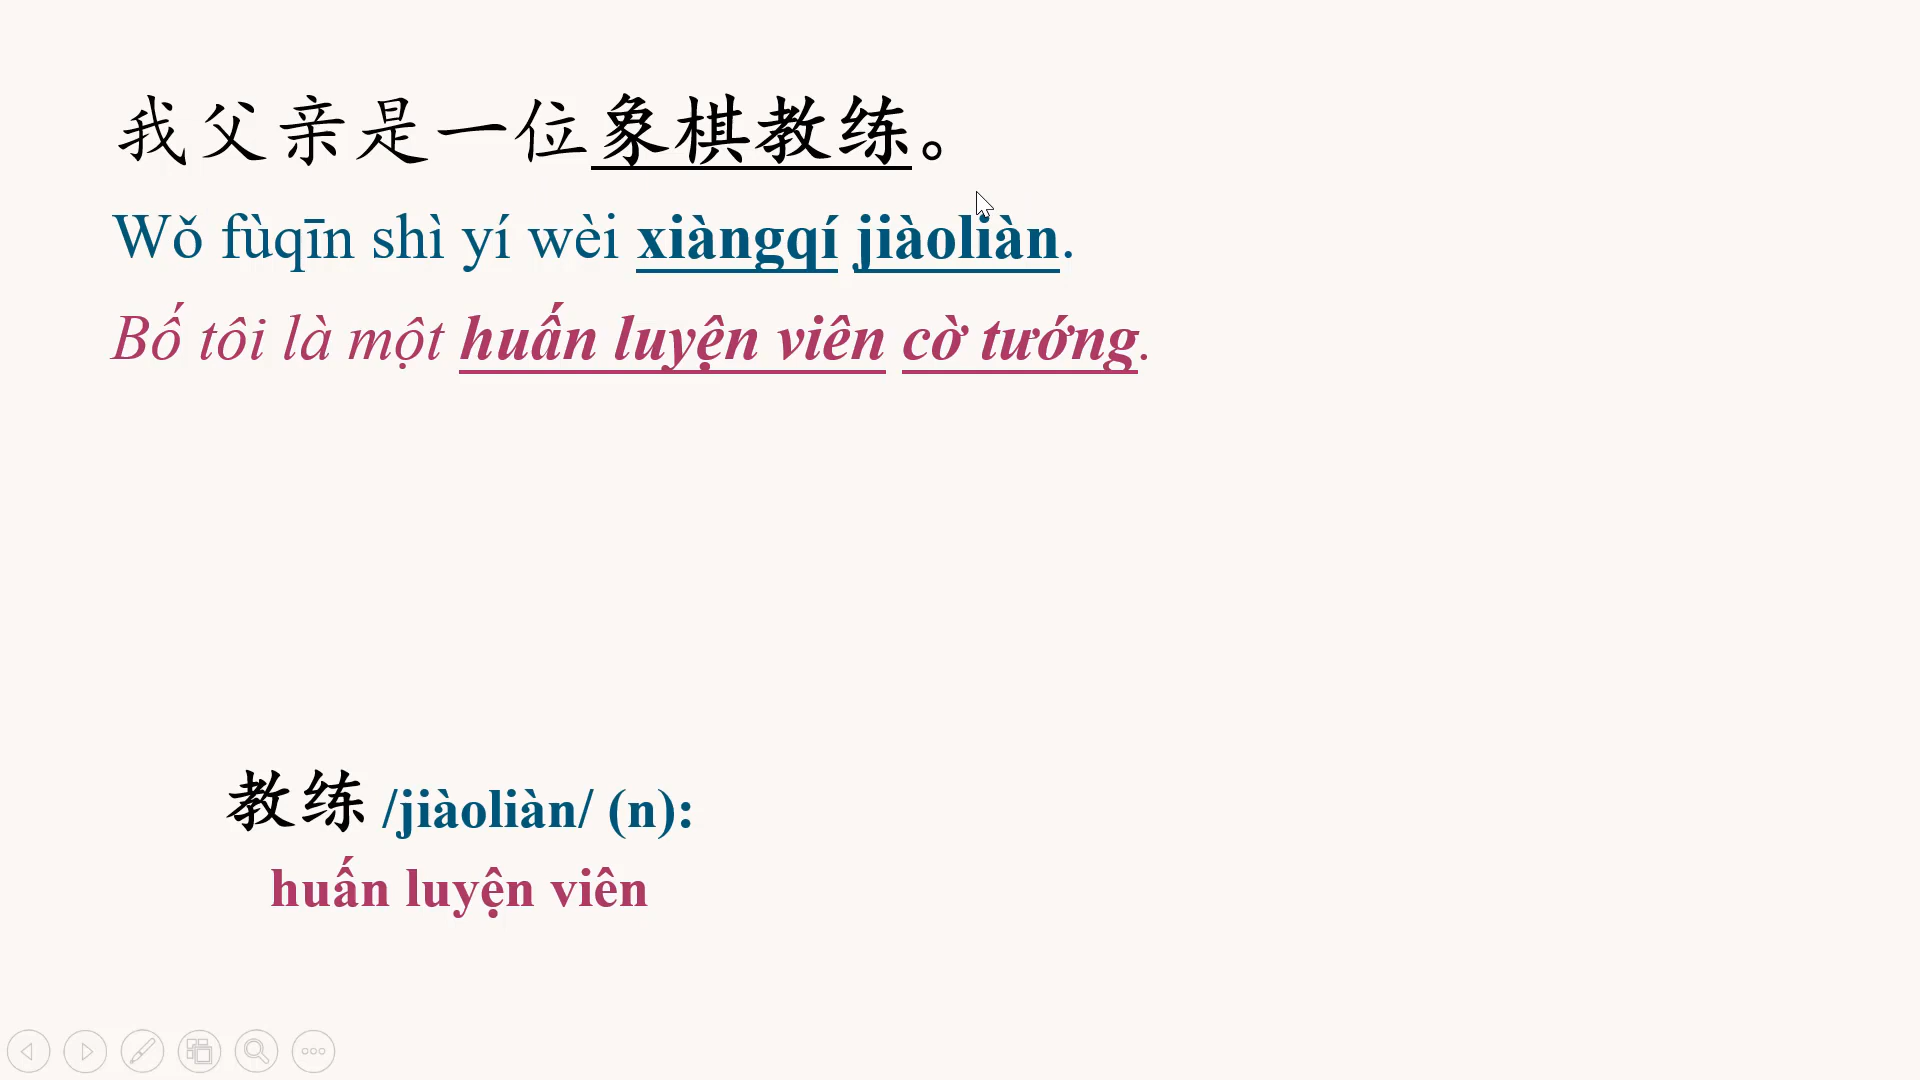 我父亲是一位象棋教练。
Wǒ fùqīn shì yí wèi xiàngqí jiàoliàn.
Bố tôi là một huấn luyện viên cờ tướng.
教练 /jiàoliàn/ (n):
huấn luyện viên